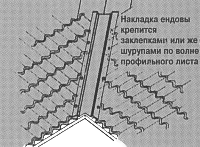 Накладка ендовы
крепится
заклепками или же
шурупами по волне
профильного листа